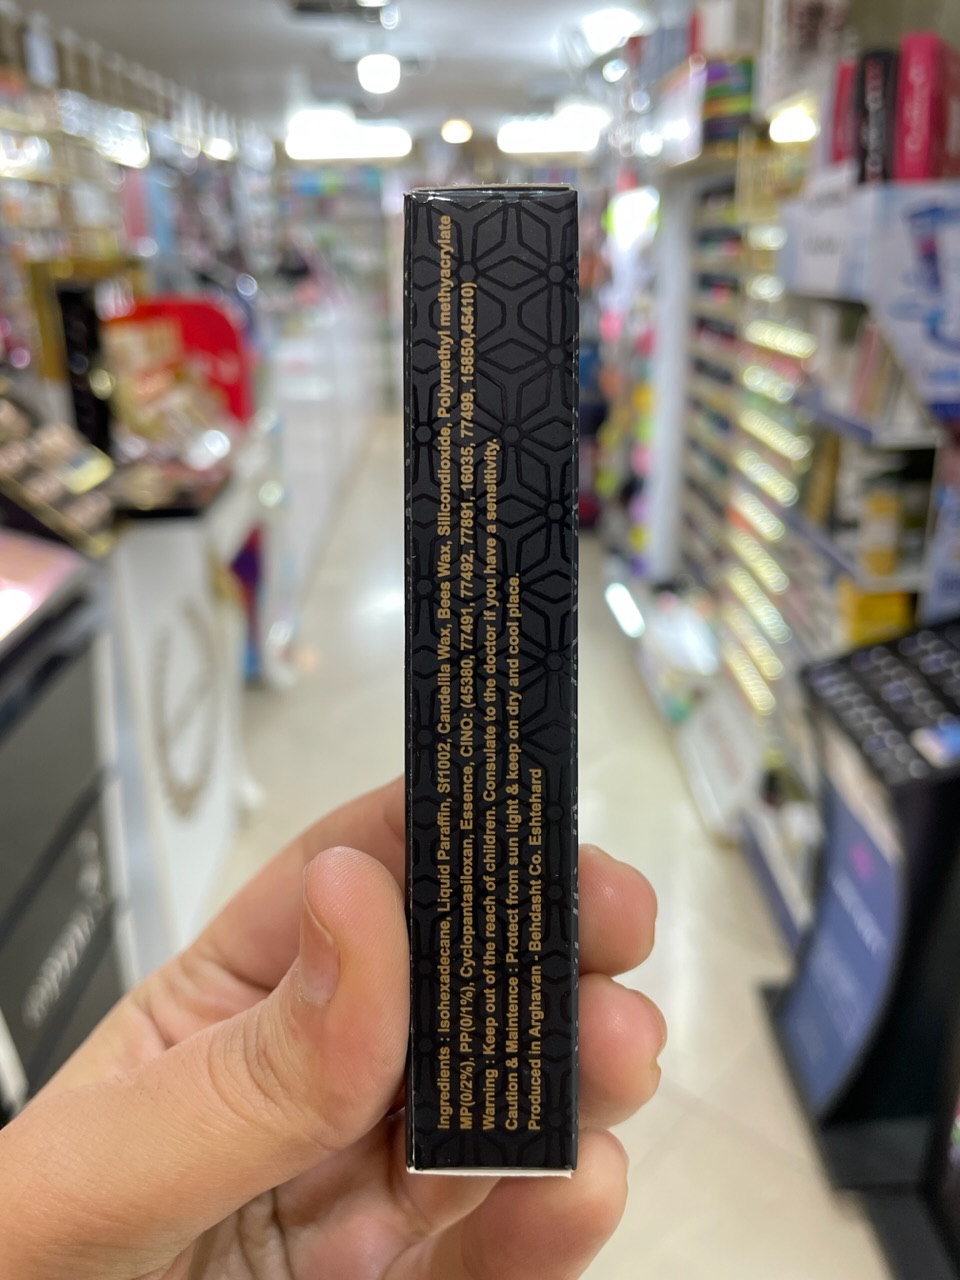 Ingredients : Isohexadecane, Liquid Paraffin, Sf1002, Candelila Wax, Bees Wax, Silicondioxide, Polymethyl methyacrylate
MP(0/2%), PP(0/1%), Cyclopantasiloxan, Essence, CINO: (45380, 77491, 77492, 77891, 16035, 77499, 15850,45410)
Warning : Keep out of the reach of children. Consulate to the doctor if you have a sensitivity.
Caution & Maintence : Protect from sun light & keep on dry and cool place.
Produced in Arghavan - Behdasht Co. Eshtehard